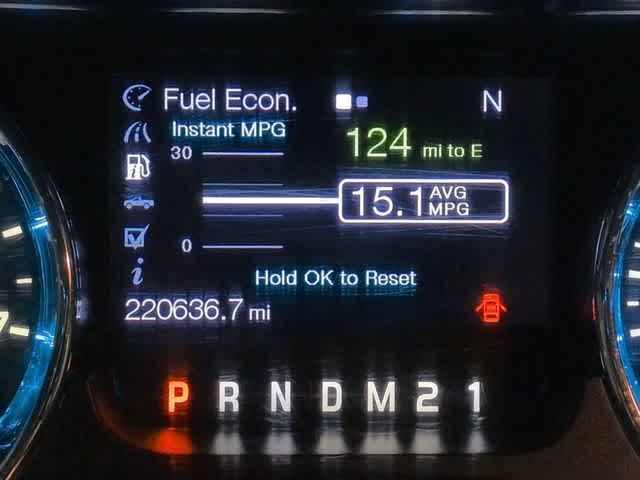 Fuel Econ. N
Instant MPG
30
124 mi to E
15.1 AVG MPG
0
Hold OK to Reset
i
220636.7 mi
P R N D M 2 1